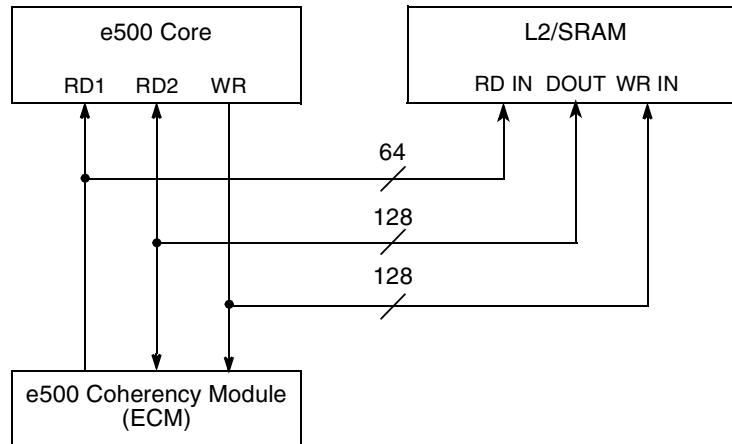 e500 Core
L2/SRAM
RD1 RD2 WR
RD IN DOUT WR IN
64
128
128
e500 Coherency Module
(ECM)